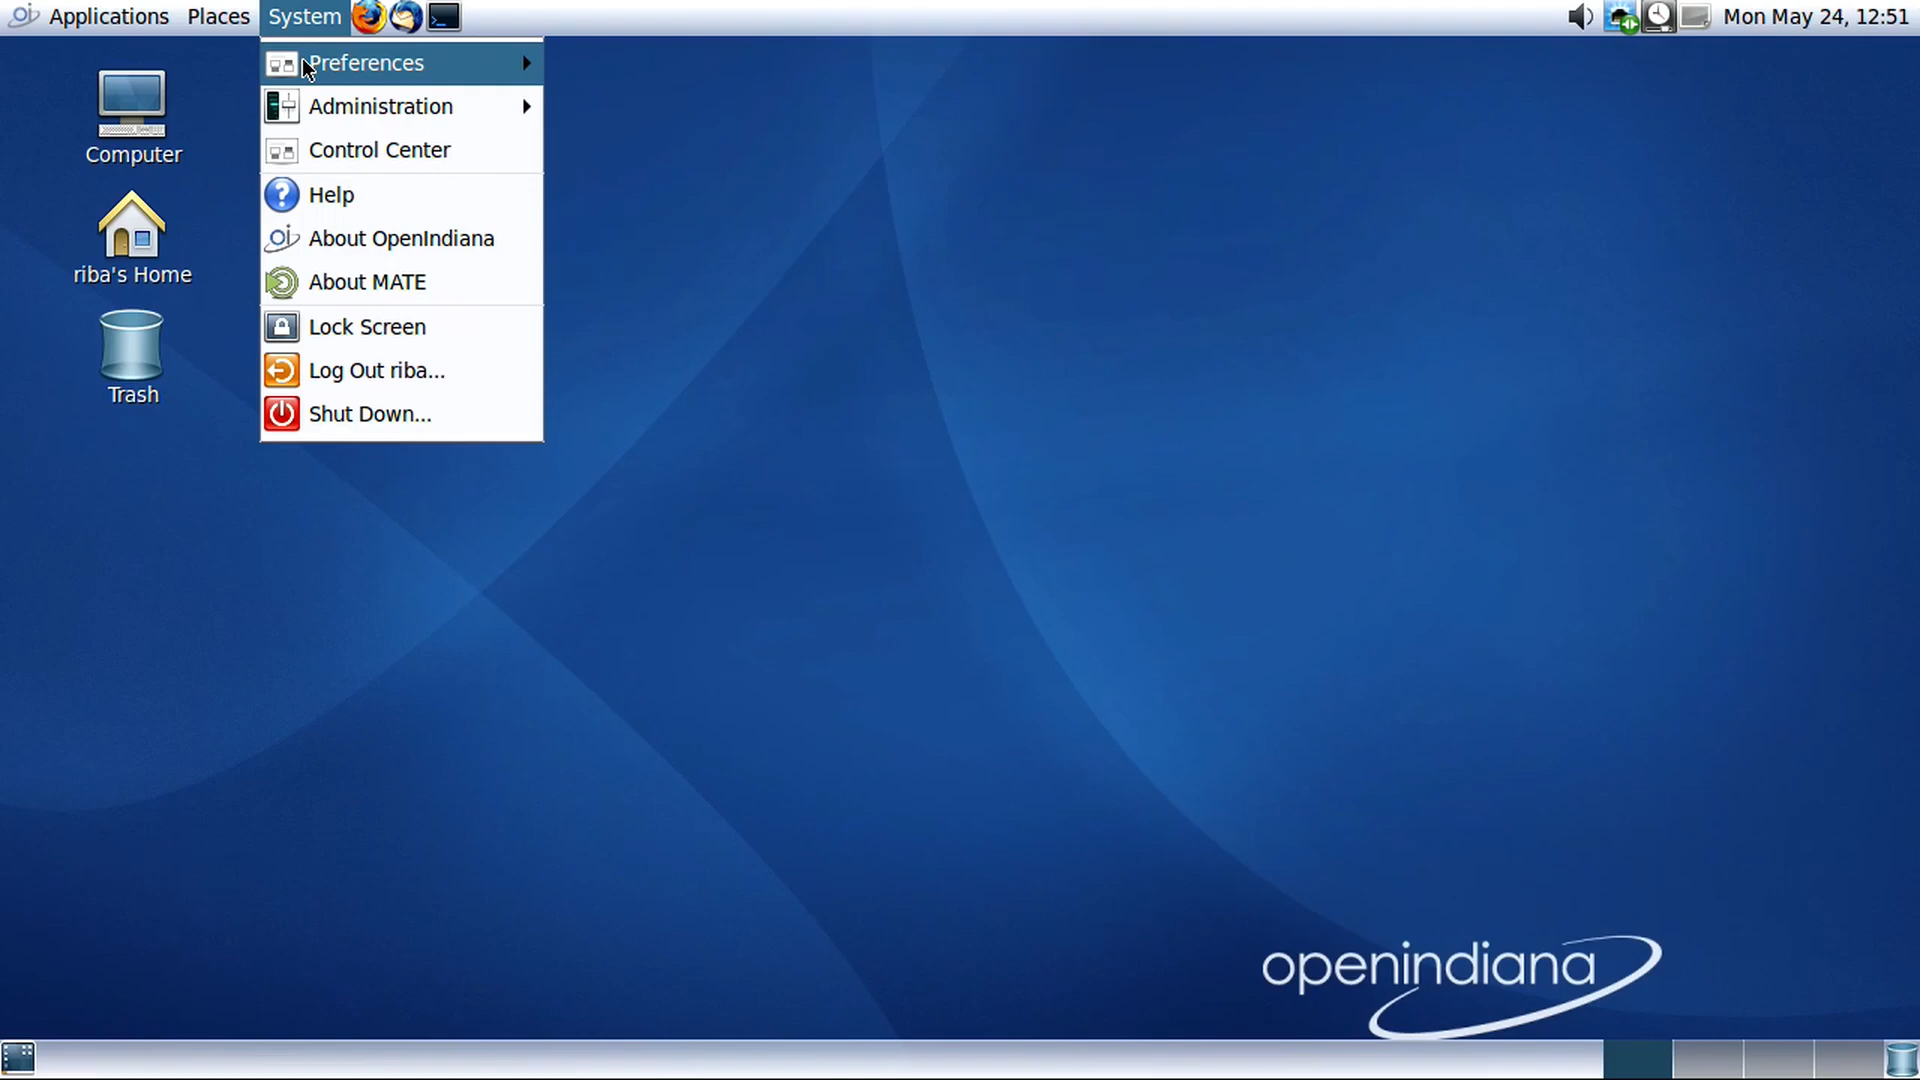 Applications Places System Mon May 24, 12:51
Preferences
Administration
Control Center
Help
About OpenIndiana
About MATE
Lock Screen
Log Out riba...
Shut Down...
Computer
riba's Home
Trash
openindiana